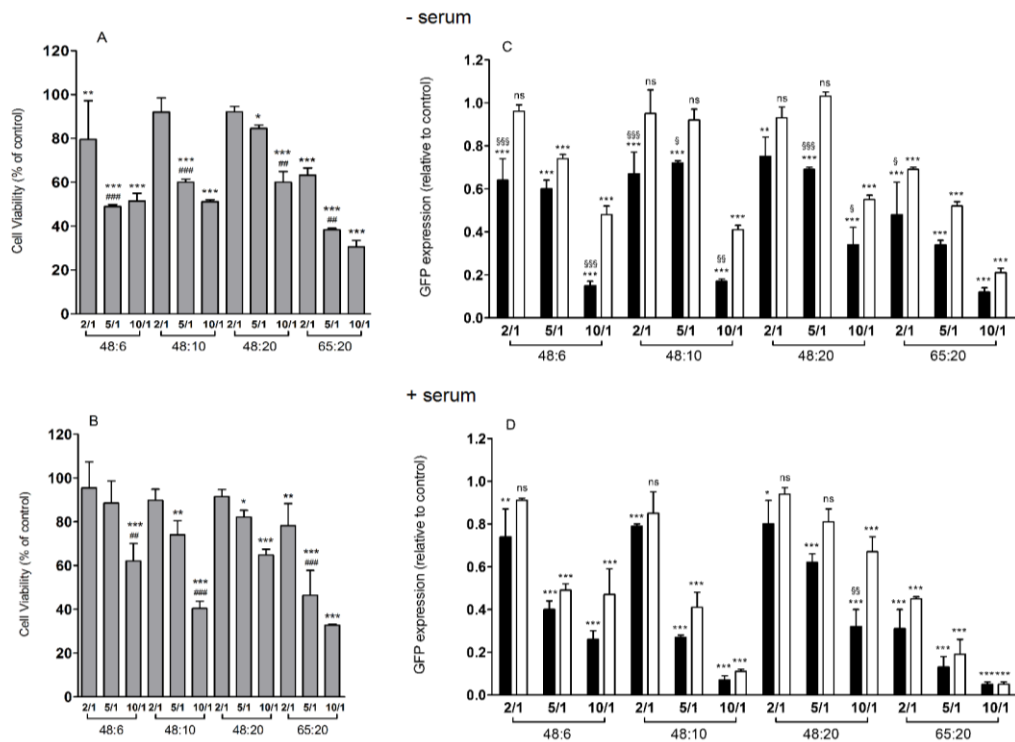 - serum
A
Cell Viability (% of control)
120
100
80
60
40
20
0
** *** ### *** *** ### *** * *** ## *** *** ## ***
2/1 5/1 10/1 2/1 5/1 10/1 2/1 5/1 10/1 2/1 5/1 10/1
48:6 48:10 48:20 65:20
C
GFP expression (relative to control)
1.2
1.0
0.8
0.6
0.4
0.2
0.0
§§§ *** ns *** *** §§§ *** *** §§§ *** ns § *** ns §§ *** *** ** ns §§§ *** ns § *** *** § *** *** *** *** *** ***
2/1 5/1 10/1 2/1 5/1 10/1 2/1 5/1 10/1 2/1 5/1 10/1
48:6 48:10 48:20 65:20
+ serum
B
Cell Viability (% of control)
120
100
80
60
40
20
0
*** ## ** *** ### * *** ** *** ### ***
2/1 5/1 10/1 2/1 5/1 10/1 2/1 5/1 10/1 2/1 5/1 10/1
48:6 48:10 48:20 65:20
D
GFP expression (relative to control)
1.2
1.0
0.8
0.6
0.4
0.2
0.0
** ns *** *** *** *** *** ns *** *** *** *** * ns *** ns §§ *** *** *** *** *** *** ******
2/1 5/1 10/1 2/1 5/1 10/1 2/1 5/1 10/1 2/1 5/1 10/1
48:6 48:10 48:20 65:20